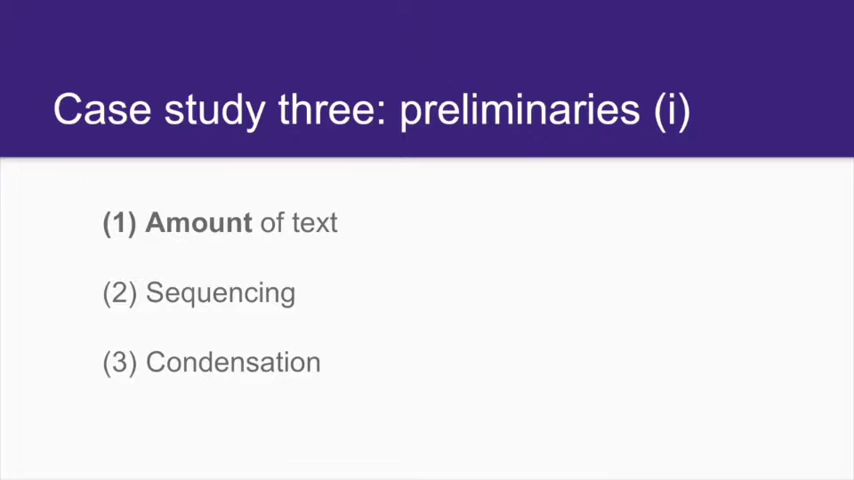 Case study three: preliminaries (i)
(1) Amount of text
(2) Sequencing
(3) Condensation